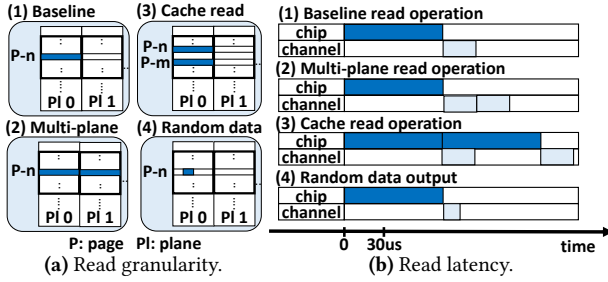 (1) Baseline
P-n
Pl 0 Pl 1
(3) Cache read
P-n
P-m
Pl 0 Pl 1
(2) Multi-plane
P-n
Pl 0 Pl 1
(4) Random data
P-n
Pl 0 Pl 1
P: page Pl: plane
(a) Read granularity.
(1) Baseline read operation
chip
channel
(2) Multi-plane read operation
chip
channel
(3) Cache read operation
chip
channel
(4) Random data output
chip
channel
0 30us time
(b) Read latency.